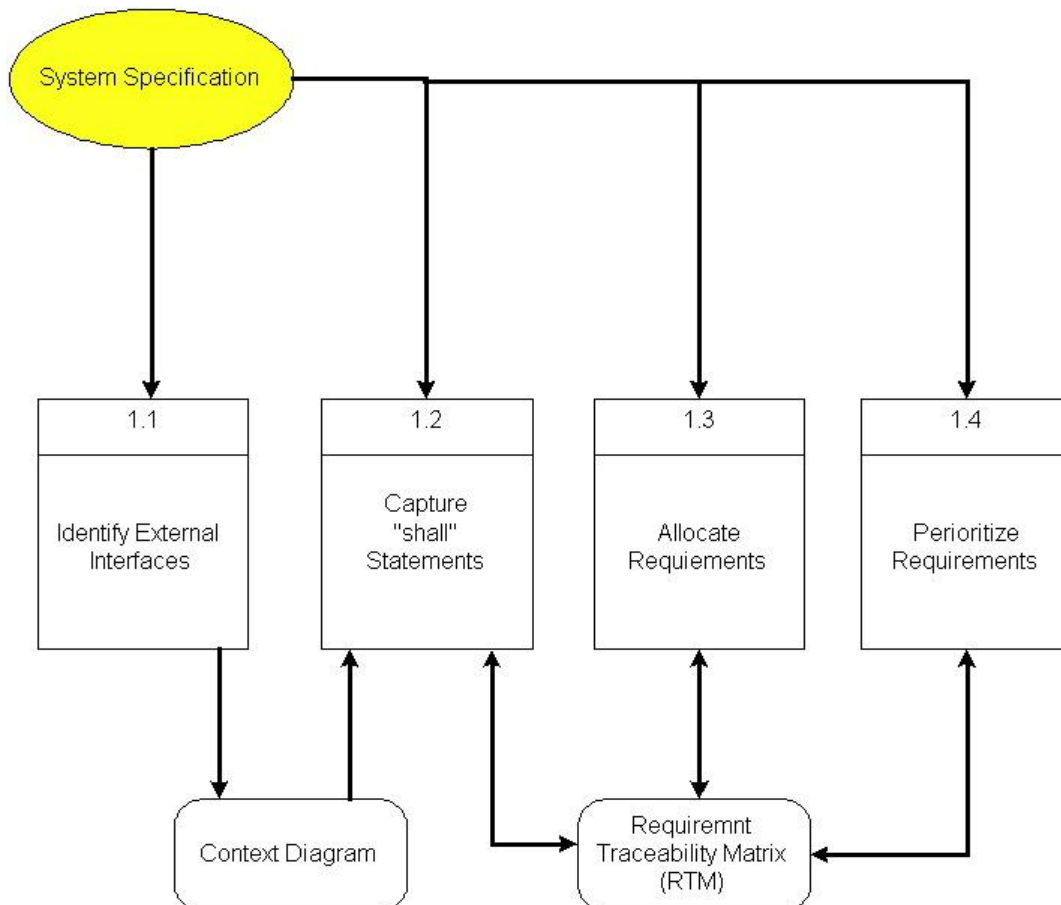 System Specification
1.1
Identify External
Interfaces
1.2
Capture
"shall"
Statements
1.3
Allocate
Requiements
1.4
Perioritize
Requirements
Context Diagram
Requiremnt
Traceability Matrix
(RTM)